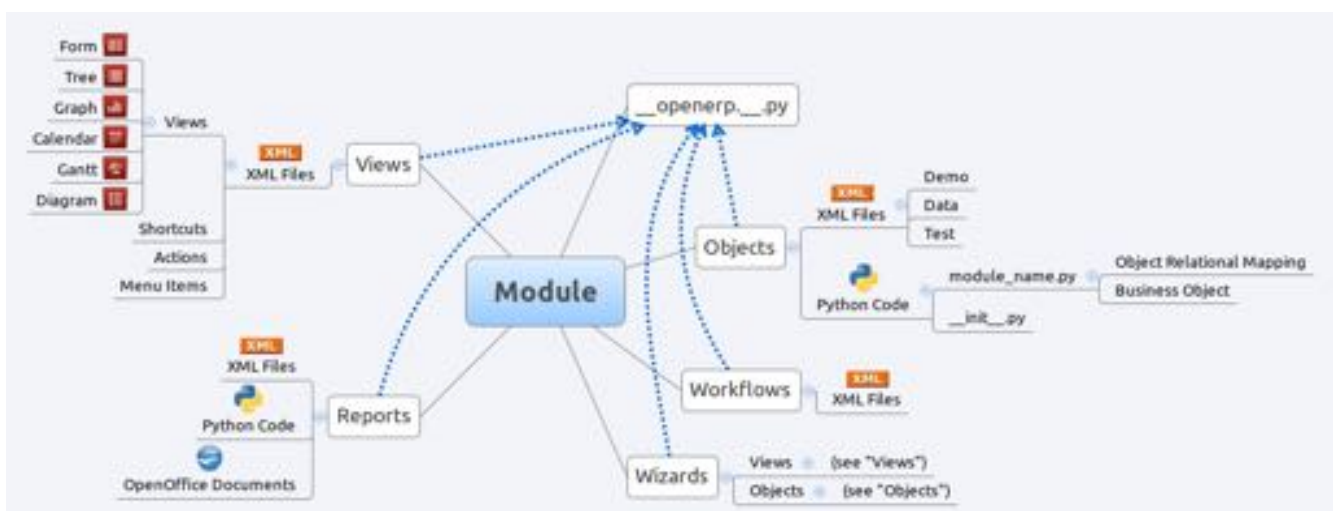 __openerp.__.py
Module
Views
XML
XML Files
Views
Form
Tree
Graph
Calendar
Gantt
Diagram
Shortcuts
Actions
Menu Items
Reports
XML
XML Files
Python Code
OpenOffice Documents
Objects
XML
XML Files
Demo
Data
Test
Python Code
module_name.py
Object Relational Mapping
Business Object
__init__.py
Workflows
XML
XML Files
Wizards
Views
(see "Views")
Objects
(see "Objects")